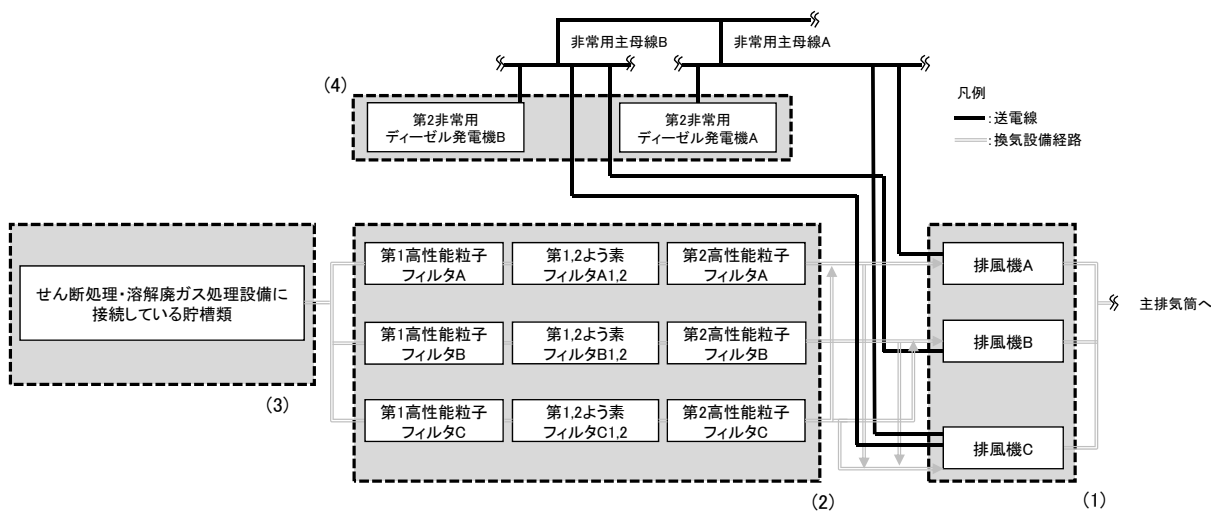 非常用主母線B
非常用主母線A
(4)
第2非常用
ディーゼル発電機B
第2非常用
ディーゼル発電機A
凡例
:送電線
:換気設備経路
せん断処理・溶解廃ガス処理設備に
接続している貯槽類
(3)
第1高性能粒子
フィルタA
第1,2よう素
フィルタA1,2
第2高性能粒子
フィルタA
第1高性能粒子
フィルタB
第1,2よう素
フィルタB1,2
第2高性能粒子
フィルタB
第1高性能粒子
フィルタC
第1,2よう素
フィルタC1,2
第2高性能粒子
フィルタC
(2)
排風機A
排風機B
排風機C
主排気筒へ
(1)